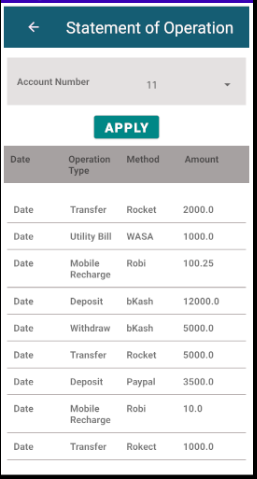 ← Statement of Operation
Account Number 11
APPLY
Date Operation Type Method Amount
Date Transfer Rocket 2000.0
Date Utility Bill WASA 1000.0
Date Mobile Recharge Robi 100.25
Date Deposit bKash 12000.0
Date Withdraw bKash 5000.0
Date Transfer Rocket 5000.0
Date Deposit Paypal 3500.0
Date Mobile Recharge Robi 10.0
Date Transfer Rokect 1000.0